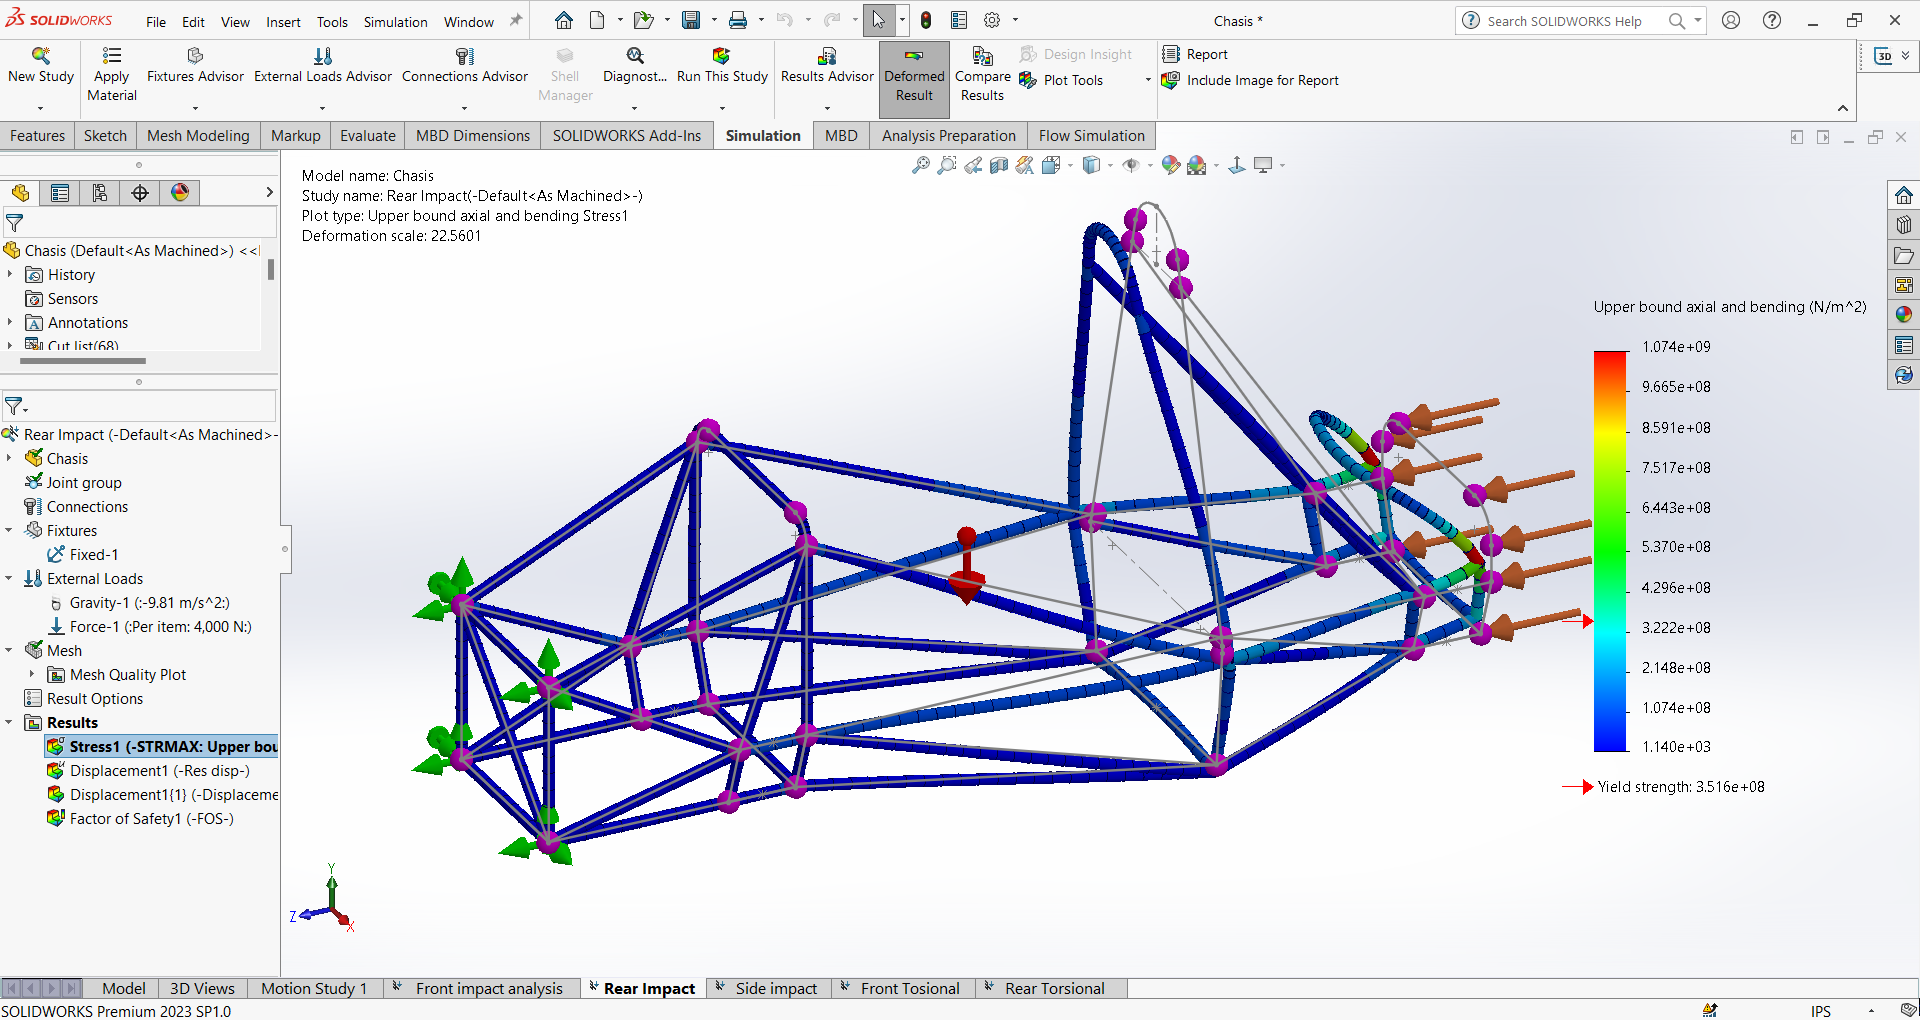 SOLIDWORKS File Edit View Insert Tools Simulation Window Chasis * Search SOLIDWORKS Help
New Study
Apply Material
Fixtures Advisor
External Loads Advisor
Connections Advisor
Shell Manager
Diagnost...
Run This Study
Results Advisor
Deformed Result
Compare Results
Design Insight
Plot Tools
Report
Include Image for Report
3D
Features Sketch Mesh Modeling Markup Evaluate MBD Dimensions SOLIDWORKS Add-Ins Simulation MBD Analysis Preparation Flow Simulation
Chasis (Default<As Machined>) <<
History
Sensors
Annotations
Cut list(68)
Rear Impact (-Default<As Machined>-
Chasis
Joint group
Connections
Fixtures
Fixed-1
External Loads
Gravity-1 (:-9.81 m/s^2:)
Force-1 (:Per item: 4,000 N:)
Mesh
Mesh Quality Plot
Result Options
Results
Stress1 (-STRMAX: Upper bou
Displacement1 (-Res disp-)
Displacement1{1} (-Displaceme
Factor of Safety1 (-FOS-)
Model name: Chasis
Study name: Rear Impact(-Default<As Machined>-)
Plot type: Upper bound axial and bending Stress1
Deformation scale: 22.5601
Upper bound axial and bending (N/m^2)
1.074e+09
9.665e+08
8.591e+08
7.517e+08
6.443e+08
5.370e+08
4.296e+08
3.222e+08
2.148e+08
1.074e+08
1.140e+03
Yield strength: 3.516e+08
Y
Z
X
Model 3D Views Motion Study 1 Front impact analysis Rear Impact Side impact Front Tosional Rear Torsional
SOLIDWORKS Premium 2023 SP1.0 IPS